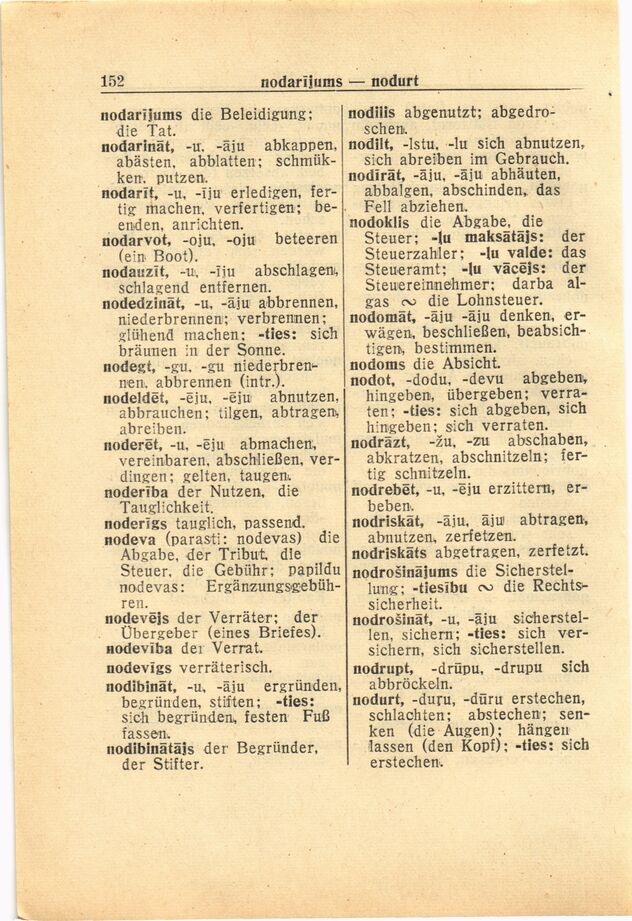 152 nodarījums — nodurt
nodarījums die Beleidigung;
die Tat.
nodarināt, -u, -āju abkappen,
abästen, abblatten; schmük-
ken, putzen.
nodarīt, -u, -īju erledigen, fer-
tig machen, verfertigen; be-
enden, anrichten.
nodarvot, -oju, -oju beteeren
(ein Boot).
nodauzīt, -u, -īju abschlagen,
schlagend entfernen.
nodedzināt, -u, -āju abbrennen,
niederbrennen; verbrennen;
glühend machen; -ties: sich
bräunen in der Sonne.
nodegt, -gu, -gu niederbren-
nen, abbrennen (intr.).
nodeldēt, -ēju, -ēju abnutzen,
abbrauchen; tilgen, abtragen,
abreiben.
noderēt, -u, -ēju abmachen,
vereinbaren, abschließen, ver-
dingen; gelten, taugen.
noderība der Nutzen, die
Tauglichkeit.
noderīgs tauglich, passend.
nodeva (parasti: nodevas) die
Abgabe, der Tribut, die
Steuer, die Gebühr; papildu
nodevas: Ergänzungsgebüh-
ren.
nodevējs der Verräter; der
Übergeber (eines Briefes).
nodevība der Verrat.
nodevīgs verräterisch.
nodibināt, -u, -āju ergründen,
begründen, stiften; -ties:
sich begründen, festen Fuß
fassen.
nodibinātājs der Begründer,
der Stifter.
nodilis abgenutzt; abgedro-
schen.
nodilt, -lstu, -lu sich abnutzen,
sich abreiben im Gebrauch.
nodīrāt, -āju, -āju abhäuten,
abbalgen, abschinden, das
Fell abziehen.
nodoklis die Abgabe, die
Steuer; -ļu maksātājs: der
Steuerzahler; -ļu valde: das
Steueramt; -ļu vācējs: der
Steuereinnehmer; darba al-
gas ∾ die Lohnsteuer.
nodomāt, -āju -āju denken, er-
wägen, beschließen, beabsich-
tigen, bestimmen.
nodoms die Absicht.
nodot, -dodu, -devu abgeben,
hingeben, übergeben; verra-
ten; -ties: sich abgeben, sich
hingeben; sich verraten.
nodrāzt, -žu, -zu abschaben,
abkratzen, abschnitzeln; fer-
tig schnitzeln.
nodrebēt, -u, -ēju erzittern, er-
beben.
nodriskāt, -āju, āju abtragen,
abnutzen, zerfetzen.
nodriskāts abgetragen, zerfetzt.
nodrošinājums die Sicherstel-
lung; -tiesību ∾ die Rechts-
sicherheit.
nodrošināt, -u, -āju sicherstel-
len, sichern; -ties: sich ver-
sichern, sich sicherstellen.
nodrupt, -drūpu, -drupu sich
abbröckeln.
nodurt, -duŗu, -dūru erstechen,
schlachten; abstechen; sen-
ken (die Augen); hängen
lassen (den Kopf); -ties: sich
erstechen.